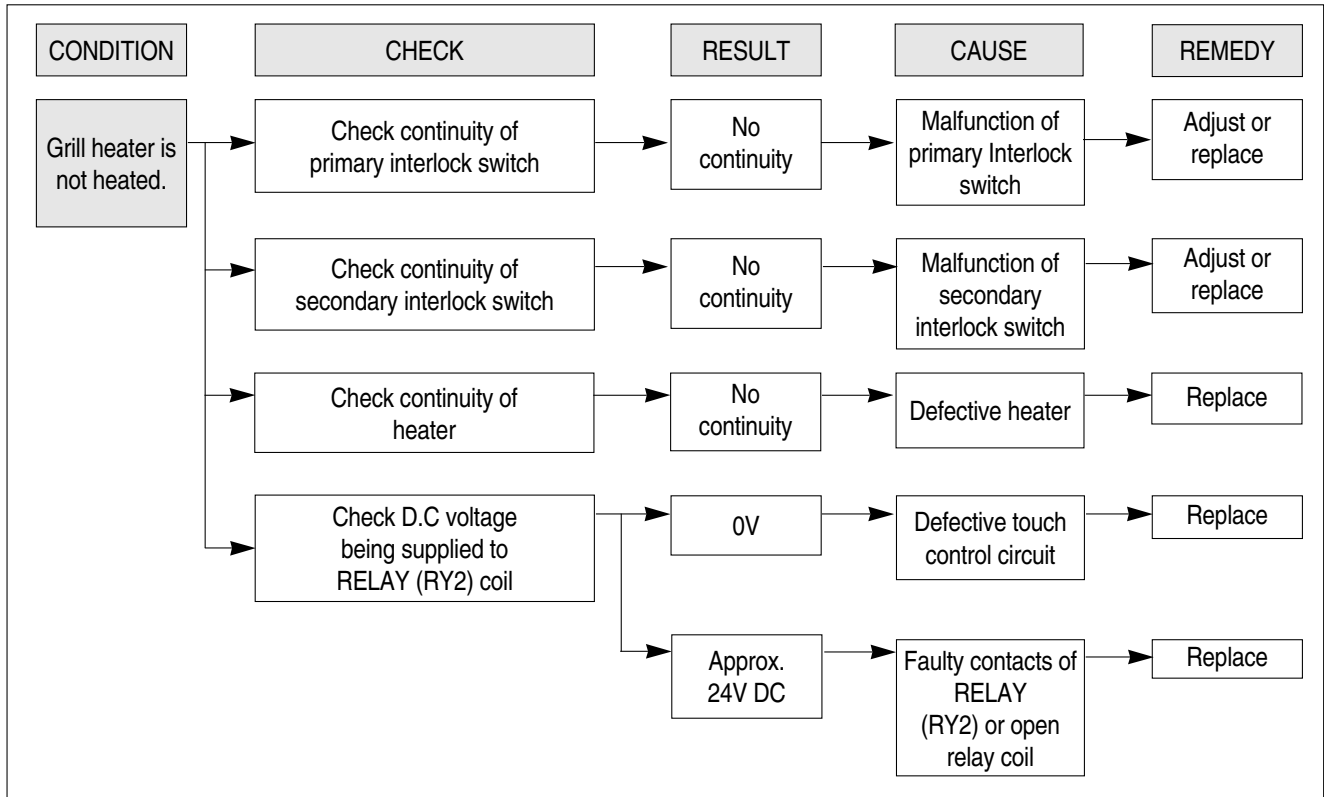 CONDITION
CHECK
RESULT
CAUSE
REMEDY
Grill heater is
not heated.
Check continuity of
primary interlock switch
No
continuity
Malfunction of
primary Interlock
switch
Adjust or
replace
Check continuity of
secondary interlock switch
No
continuity
Malfunction of
secondary
interlock switch
Adjust or
replace
Check continuity of
heater
No
continuity
Defective heater
Replace
Check D.C voltage
being supplied to
RELAY (RY2) coil
0V
Defective touch
control circuit
Replace
Approx.
24V DC
Faulty contacts of
RELAY
(RY2) or open
relay coil
Replace